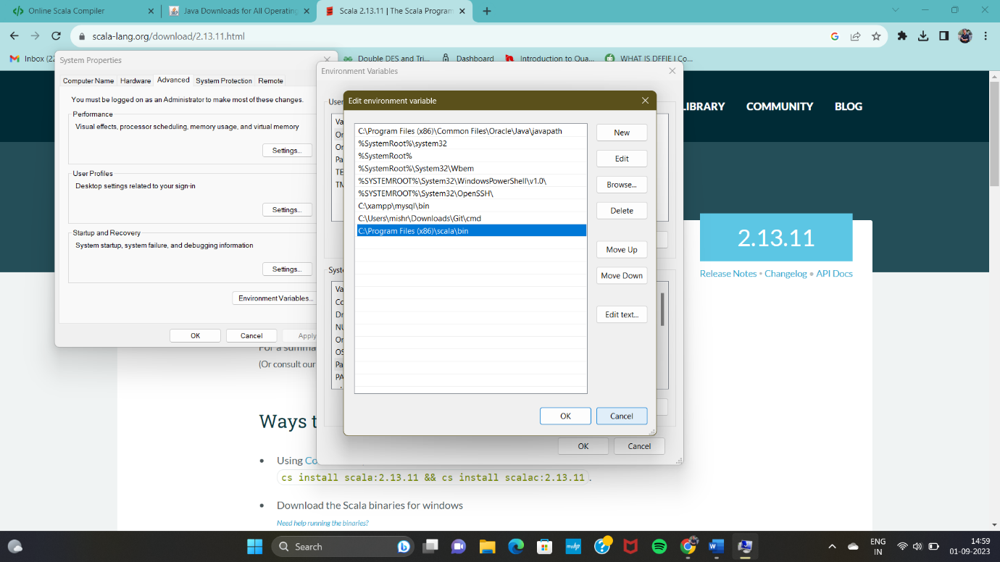 Online Scala Compiler
Java Downloads for All Operating
Scala 2.13.11 | The Scala Program
scala-lang.org/download/2.13.11.html
Inbox (22
Double DES and Tri...
Dashboard
Introduction to Qua...
WHAT IS DFFIE | Co...
System Properties
Computer Name
Hardware
Advanced
System Protection
Remote
You must be logged on as an Administrator to make most of these changes.
Performance
Visual effects, processor scheduling, memory usage, and virtual memory
Settings...
User Profiles
Desktop settings related to your sign-in
Settings...
Startup and Recovery
System startup, system failure, and debugging information
Settings...
Environment Variables...
OK
Cancel
Apply
Environment Variables
User
Va
On
On
Pa
TE
TM
Syst
Va
Co
Dr
NU
On
OS
Pa
PA
OK
Cancel
Edit environment variable
C:\Program Files (x86)\Common Files\Oracle\Java\javapath
%SystemRoot%\system32
%SystemRoot%
%SystemRoot%\System32\Wbem
%SYSTEMROOT%\System32\WindowsPowerShell\v1.0\
%SYSTEMROOT%\System32\OpenSSH\
C:\xampp\mysql\bin
C:\Users\mishr\Downloads\Git\cmd
C:\Program Files (x86)\scala\bin
New
Edit
Browse...
Delete
Move Up
Move Down
Edit text...
OK
Cancel
LIBRARY
COMMUNITY
BLOG
2.13.11
Release Notes • Changelog • API Docs
For a summa
(Or consult our
Ways t
• Using Co
cs install scala:2.13.11 && cs install scalac:2.13.11.
• Download the Scala binaries for windows
Need help running the binaries?
Search
myhp
ENG
IN
14:59
01-09-2023